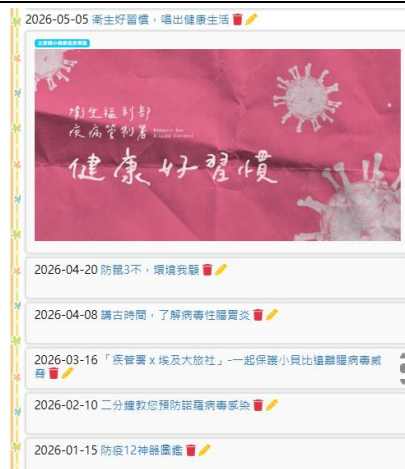 2026-05-05 衛生好習慣，唱出健康生活
衛生福利部
疾病管制署
健康好習慣
2026-04-20 防鼠3不，環境我顧
2026-04-08 講古時間，了解病毒性腸胃炎
2026-03-16 「疾管署 x 埃及大旅社」-一起保護小貝比遠離腸病毒威
脅
2026-02-10 二分鐘教您預防諾羅病毒感染
2026-01-15 防疫12神器圖鑑